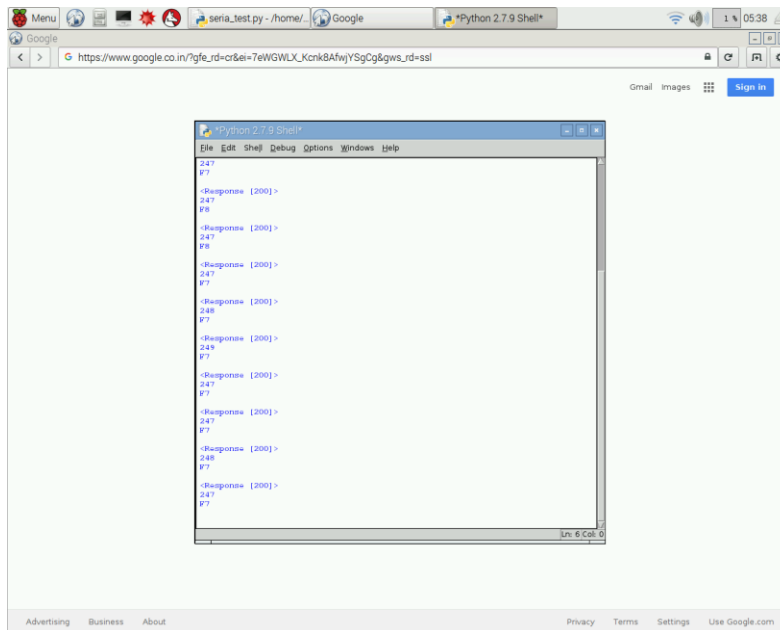 Menu
seria_test.py - /home/...
Google
*Python 2.7.9 Shell*
1 %
05:38
Google
https://www.google.co.in/?gfe_rd=cr&ei=7eWGWLX_Kcnk8AfwjYSgCg&gws_rd=ssl
Gmail Images Sign in
*Python 2.7.9 Shell*
File Edit Shell Debug Options Windows Help
247
F7
<Response [200]>
247
F8
<Response [200]>
247
F8
<Response [200]>
247
F7
<Response [200]>
248
F7
<Response [200]>
249
F7
<Response [200]>
247
F7
<Response [200]>
247
F7
<Response [200]>
248
F7
<Response [200]>
247
F7
Ln: 6 Col: 0
Advertising Business About Privacy Terms Settings Use Google.com